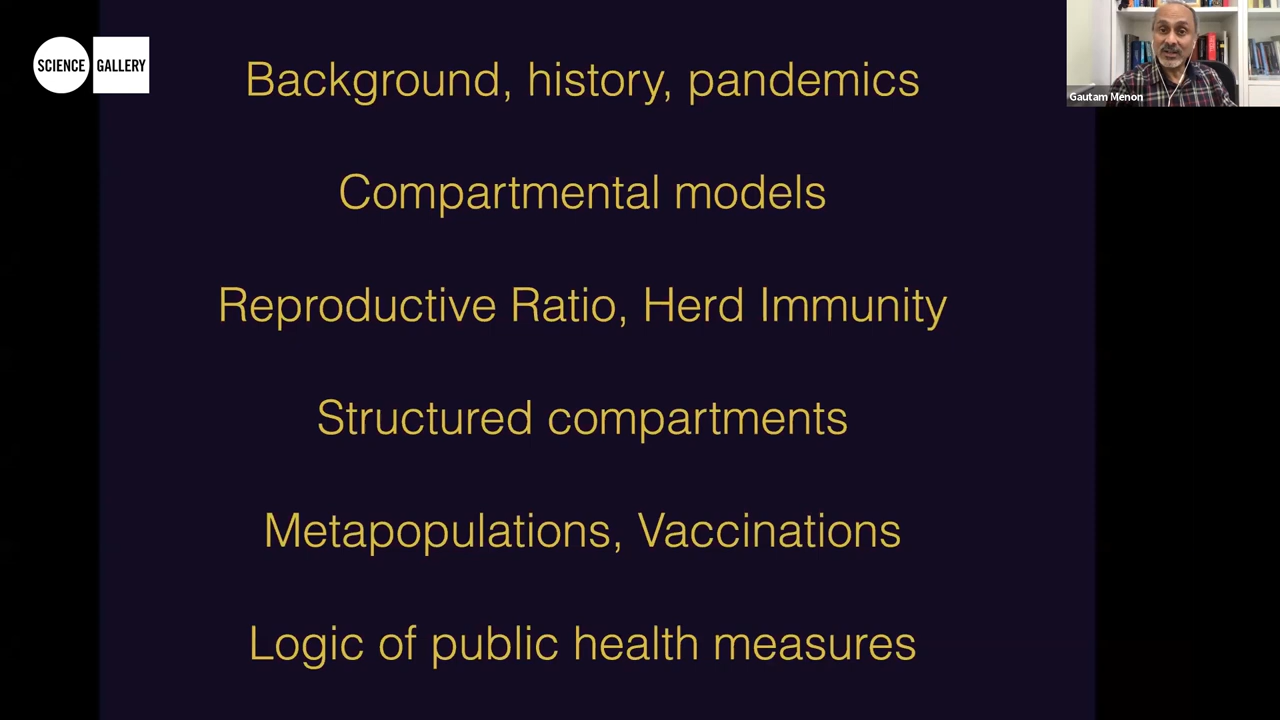 SCIENCE GALLERY
Background, history, pandemics
Gautam Menon
Compartmental models
Reproductive Ratio, Herd Immunity
Structured compartments
Metapopulations, Vaccinations
Logic of public health measures